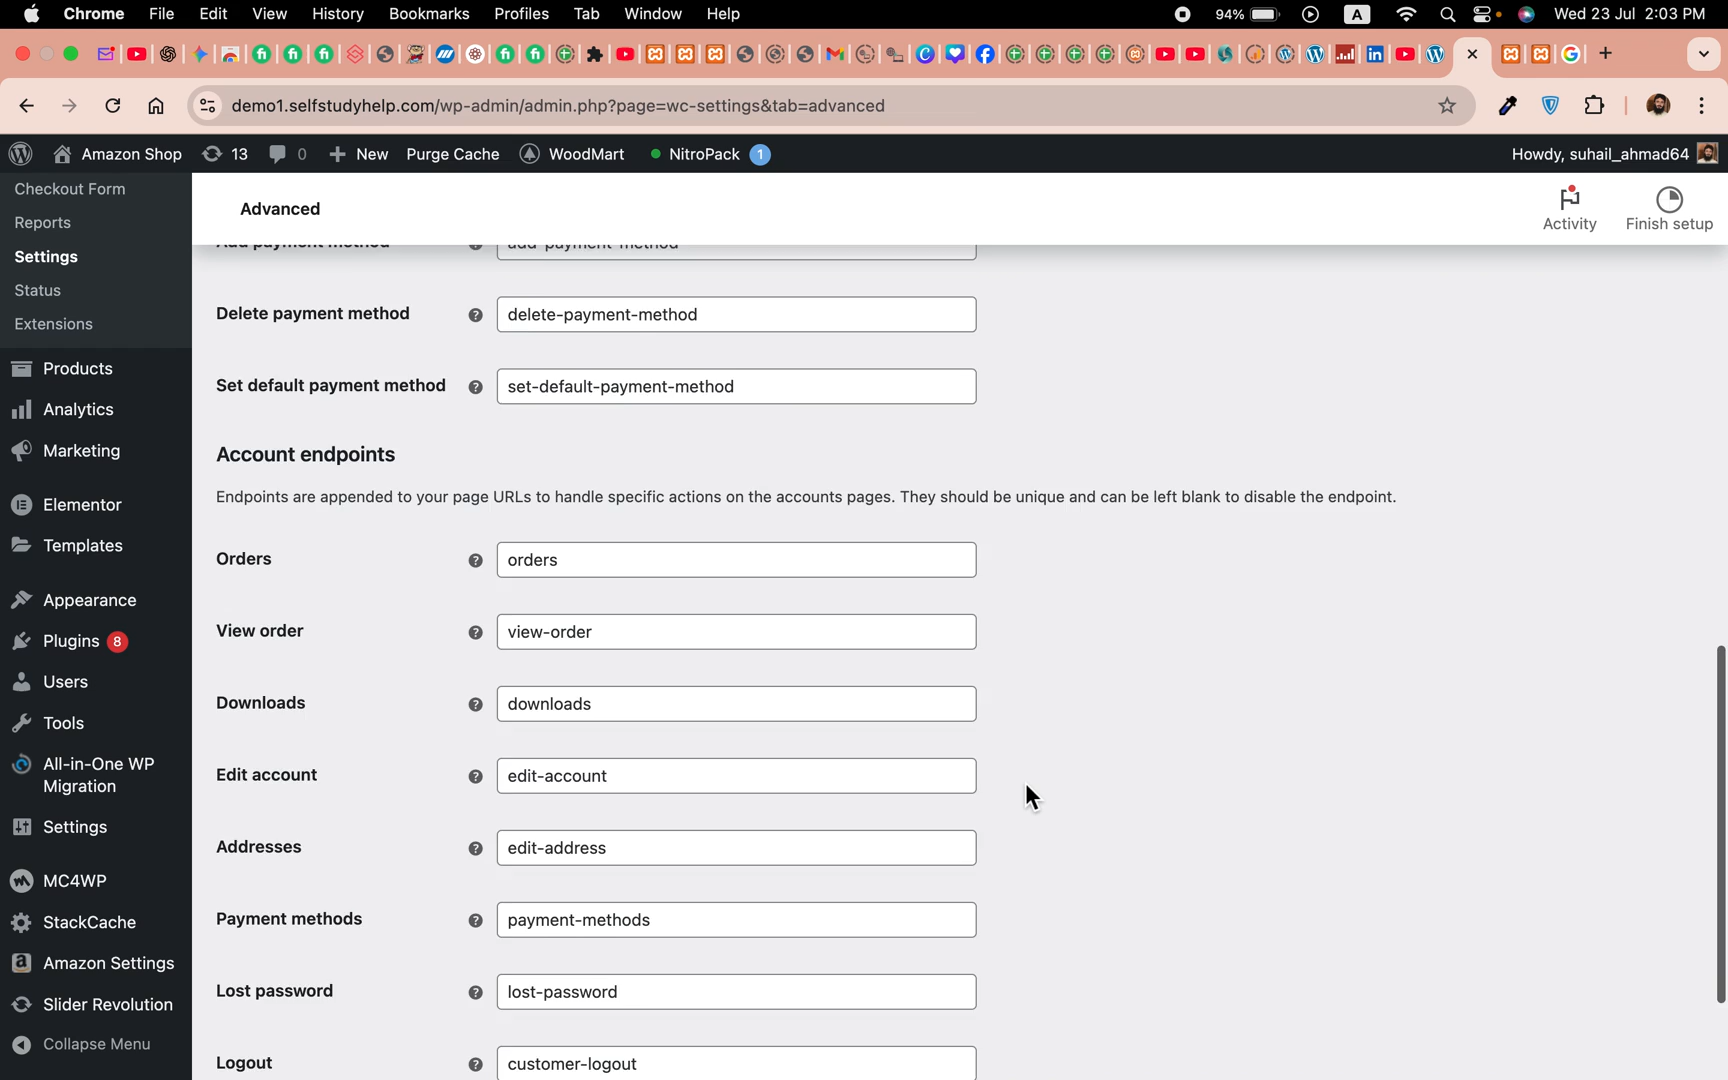 Chrome File Edit View History Bookmarks Profiles Tab Window Help 94% A Wed 23 Jul 2:03 PM
demo1.selfstudyhelp.com/wp-admin/admin.php?page=wc-settings&tab=advanced
Amazon Shop 13 0 New Purge Cache WoodMart NitroPack 1 Howdy, suhail_ahmad64
Checkout Form
Reports
Settings
Status
Extensions
Products
Analytics
Marketing
Elementor
Templates
Appearance
Plugins 8
Users
Tools
All-in-One WP
Migration
Settings
MC4WP
StackCache
Amazon Settings
Slider Revolution
Collapse Menu
Advanced
Activity
Finish setup
Add payment method add-payment-method
Delete payment method delete-payment-method
Set default payment method set-default-payment-method
Account endpoints
Endpoints are appended to your page URLs to handle specific actions on the accounts pages. They should be unique and can be left blank to disable the endpoint.
Orders orders
View order view-order
Downloads downloads
Edit account edit-account
Addresses edit-address
Payment methods payment-methods
Lost password lost-password
Logout customer-logout